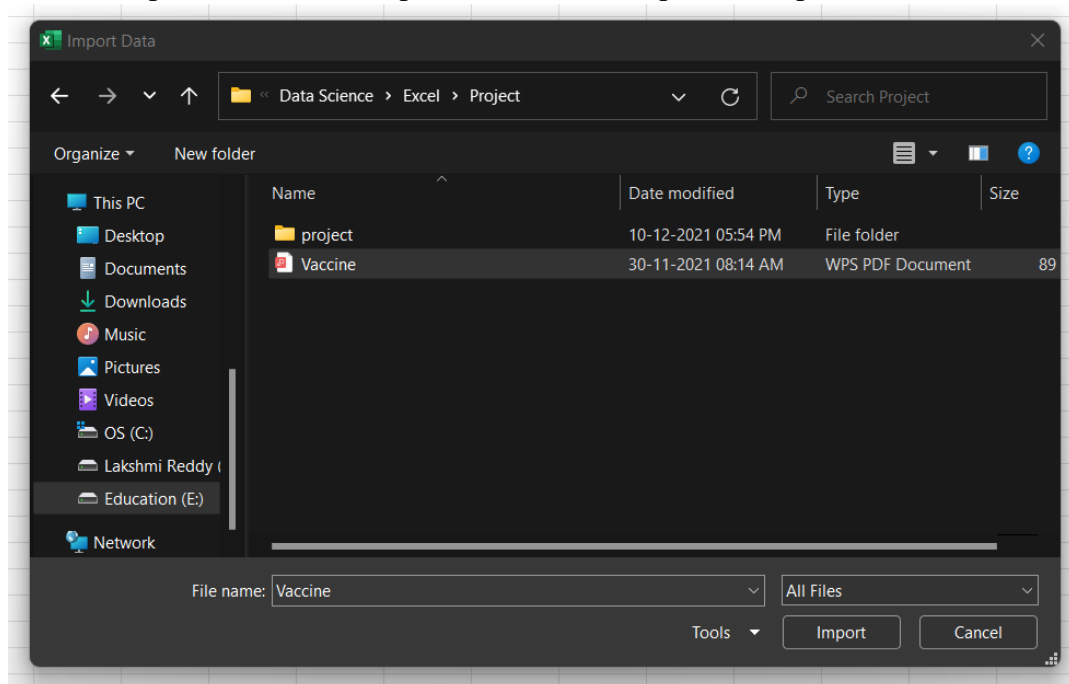 Import Data
« Data Science > Excel > Project
Search Project
Organize
New folder
This PC
Desktop
Documents
Downloads
Music
Pictures
Videos
OS (C:)
Lakshmi Reddy (
Education (E:)
Network
Name Date modified Type Size
project 10-12-2021 05:54 PM File folder
Vaccine 30-11-2021 08:14 AM WPS PDF Document 89
File name: Vaccine All Files
Tools Import Cancel